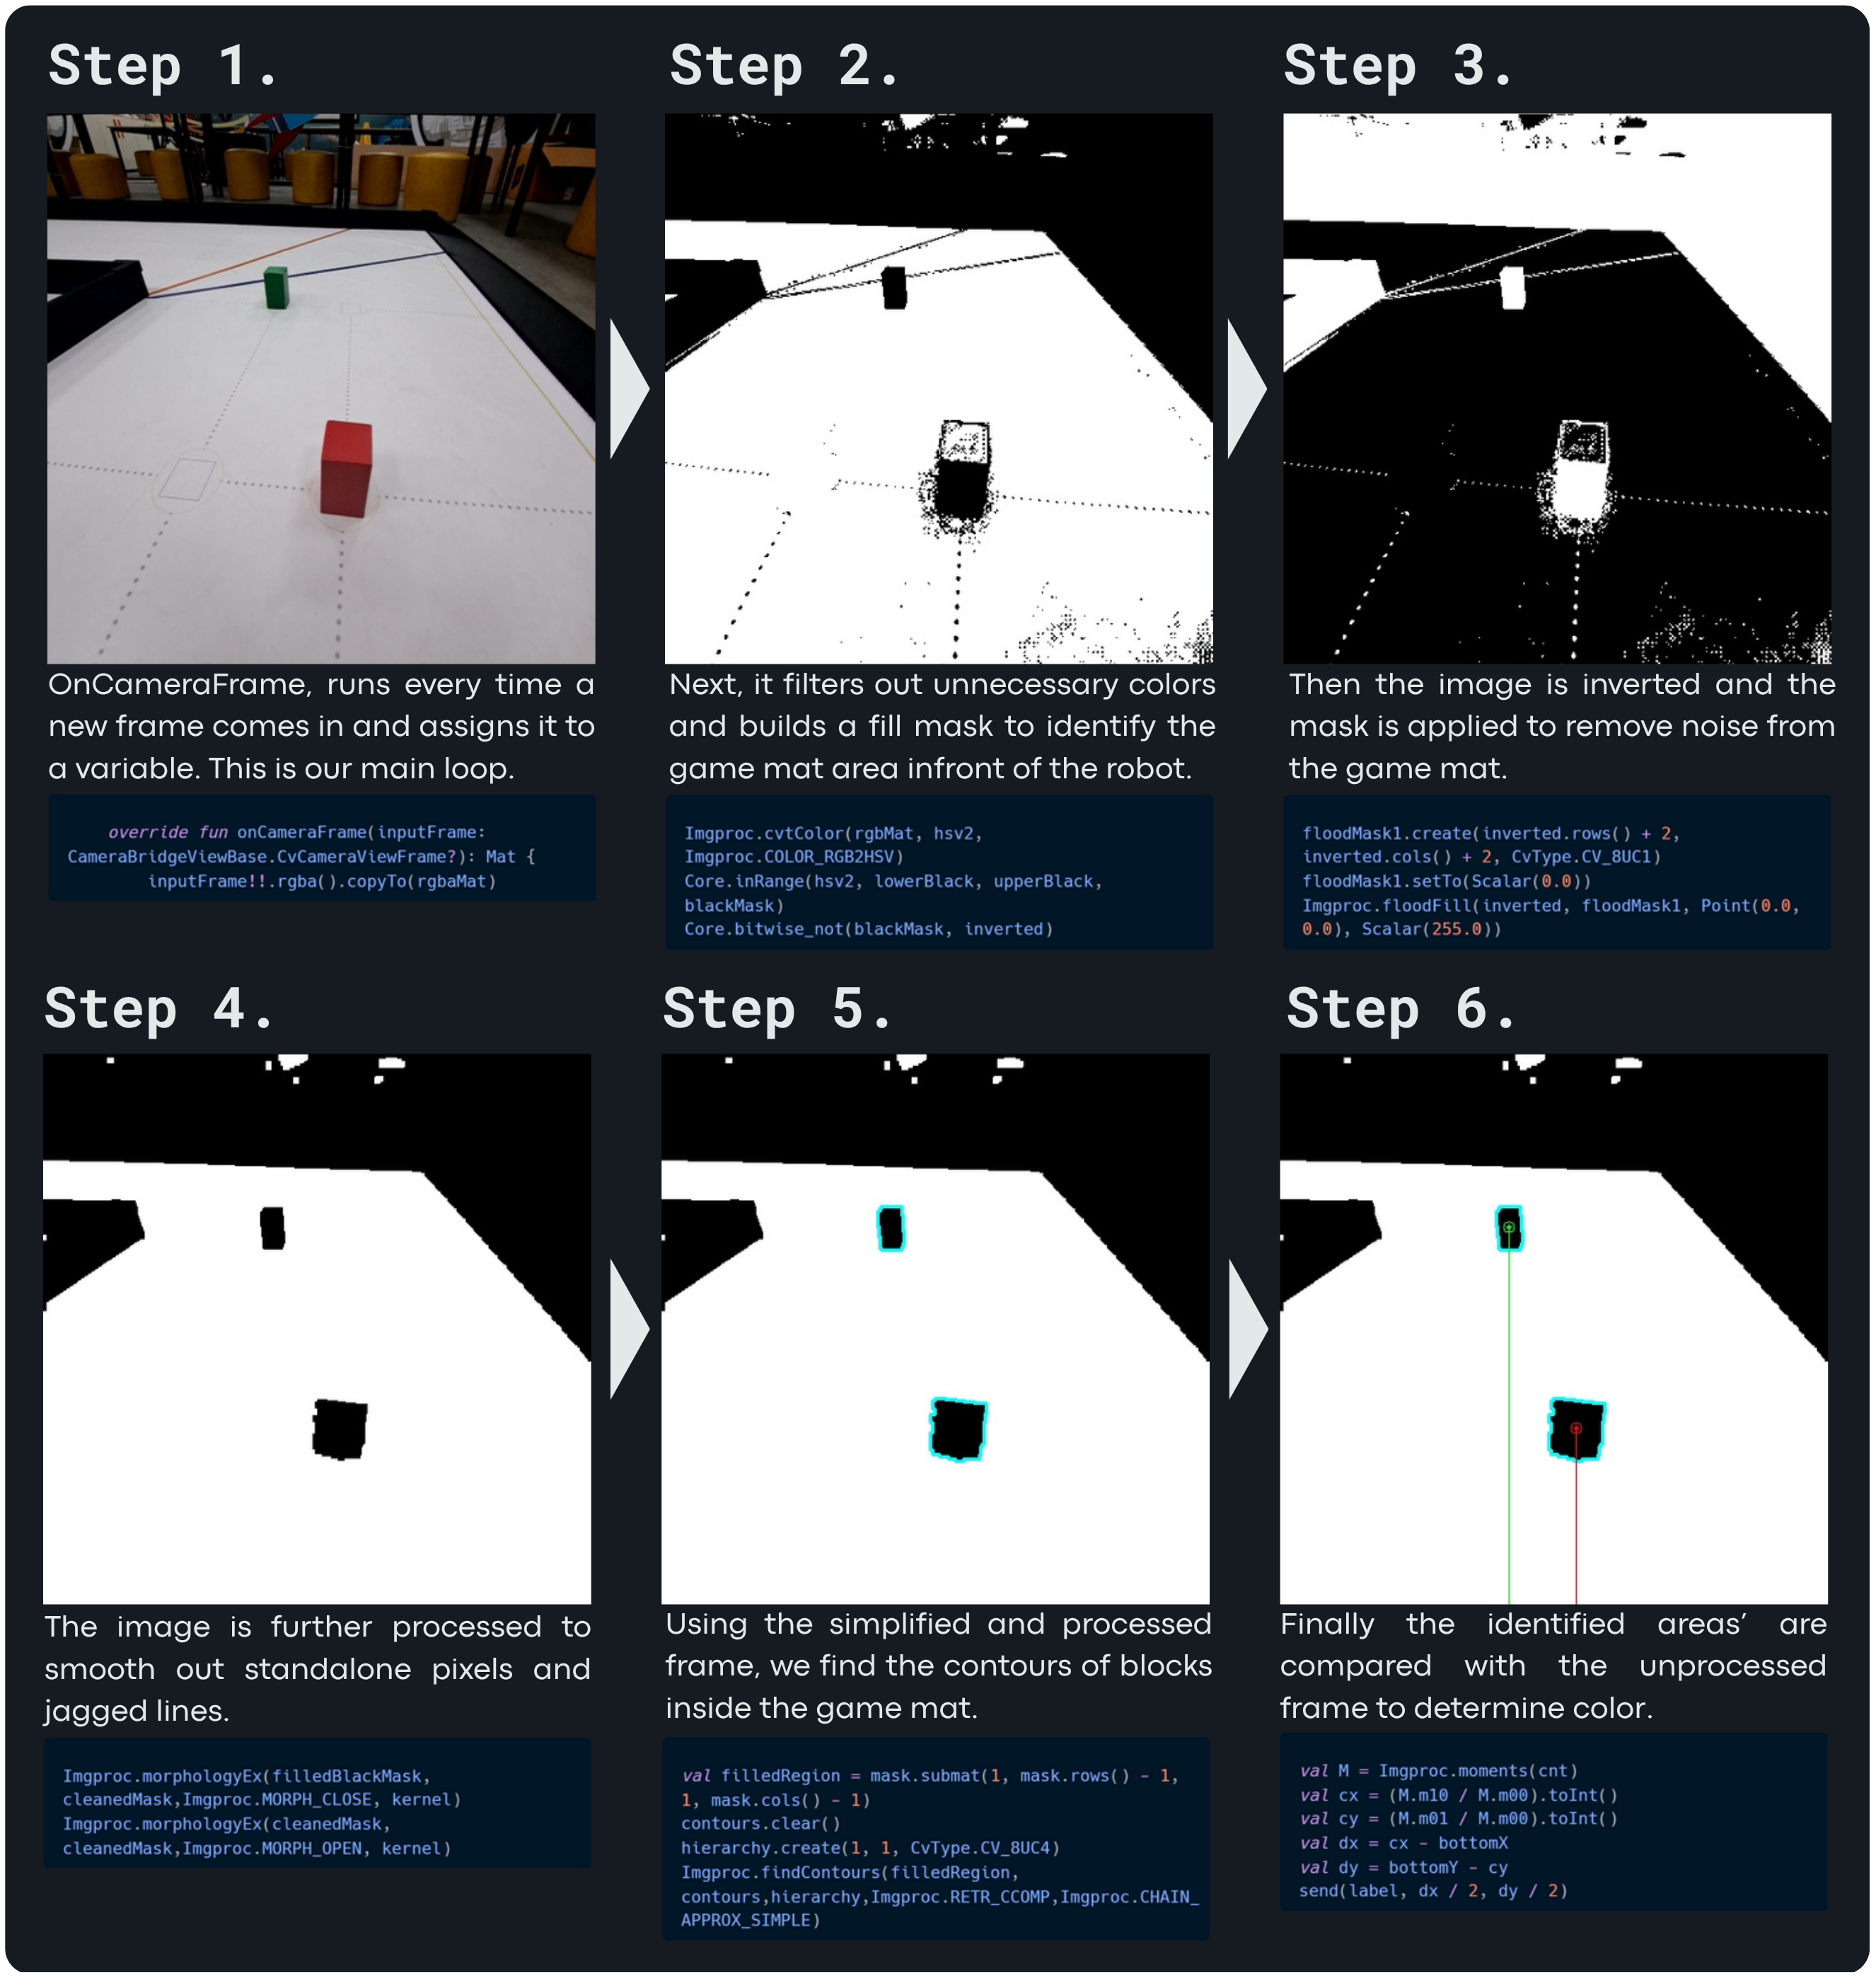 Step 1.
OnCameraFrame, runs every time a
new frame comes in and assigns it to
a variable. This is our main loop.
override fun onCameraFrame(inputFrame:
CameraBridgeViewBase.CvCameraViewFrame?): Mat {
inputFrame!!.rgba().copyTo(rgbaMat)
Step 2.
Next, it filters out unnecessary colors
and builds a fill mask to identify the
game mat area infront of the robot.
Imgproc.cvtColor(rgbMat, hsv2,
Imgproc.COLOR_RGB2HSV)
Core.inRange(hsv2, lowerBlack, upperBlack,
blackMask)
Core.bitwise_not(blackMask, inverted)
Step 3.
Then the image is inverted and the
mask is applied to remove noise from
the game mat.
floodMask1.create(inverted.rows() + 2,
inverted.cols() + 2, CvType.CV_8UC1)
floodMask1.setTo(Scalar(0.0))
Imgproc.floodFill(inverted, floodMask1, Point(0.0,
0.0), Scalar(255.0))
Step 4.
The image is further processed to
smooth out standalone pixels and
jagged lines.
Imgproc.morphologyEx(filledBlackMask,
cleanedMask,Imgproc.MORPH_CLOSE, kernel)
Imgproc.morphologyEx(cleanedMask,
cleanedMask,Imgproc.MORPH_OPEN, kernel)
Step 5.
Using the simplified and processed
frame, we find the contours of blocks
inside the game mat.
val filledRegion = mask.submat(1, mask.rows() - 1,
1, mask.cols() - 1)
contours.clear()
hierarchy.create(1, 1, CvType.CV_8UC4)
Imgproc.findContours(filledRegion,
contours,hierarchy,Imgproc.RETR_CCOMP,Imgproc.CHAIN_
APPROX_SIMPLE)
Step 6.
Finally the identified areas’ are
compared with the unprocessed
frame to determine color.
val M = Imgproc.moments(cnt)
val cx = (M.m10 / M.m00).toInt()
val cy = (M.m01 / M.m00).toInt()
val dx = cx - bottomX
val dy = bottomY - cy
send(label, dx / 2, dy / 2)